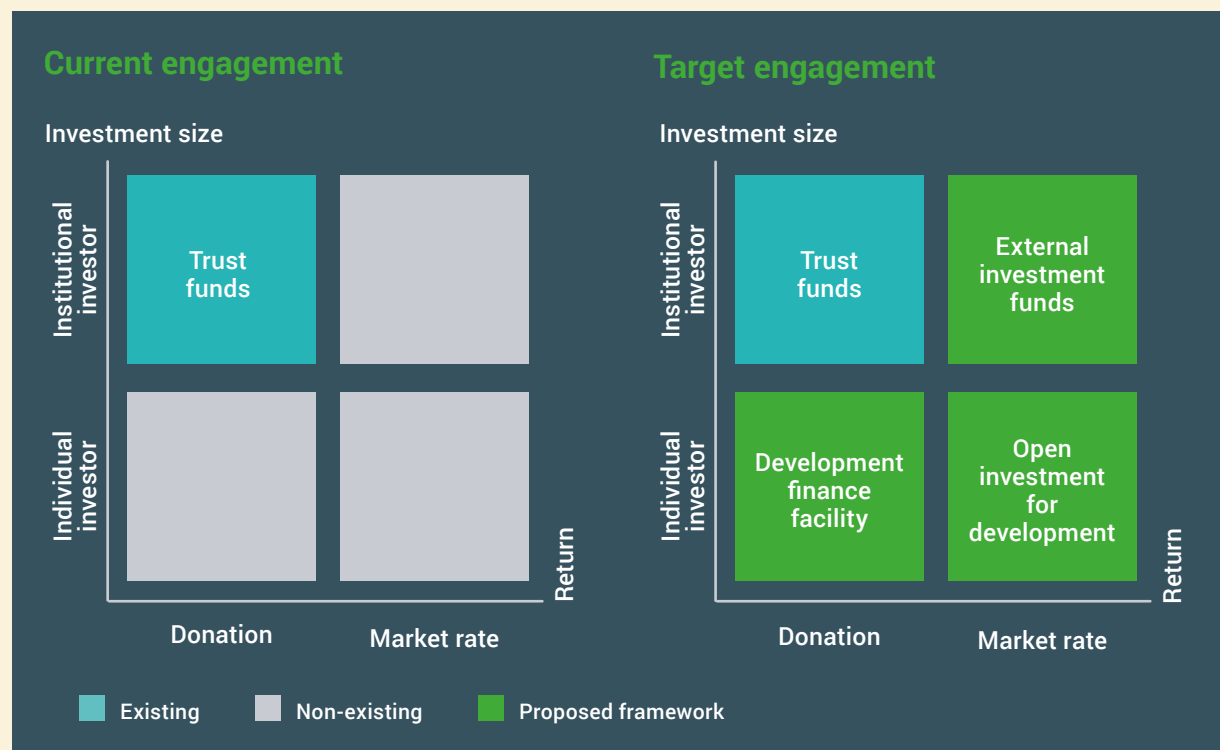 Current engagement
Investment size
Institutional
investor
Individual
investor
Trust
funds
Return
Donation
Market rate
Target engagement
Investment size
Institutional
investor
Individual
investor
Trust
funds
External
investment
funds
Development
finance
facility
Open
investment
for
development
Return
Donation
Market rate
Existing
Non-existing
Proposed framework